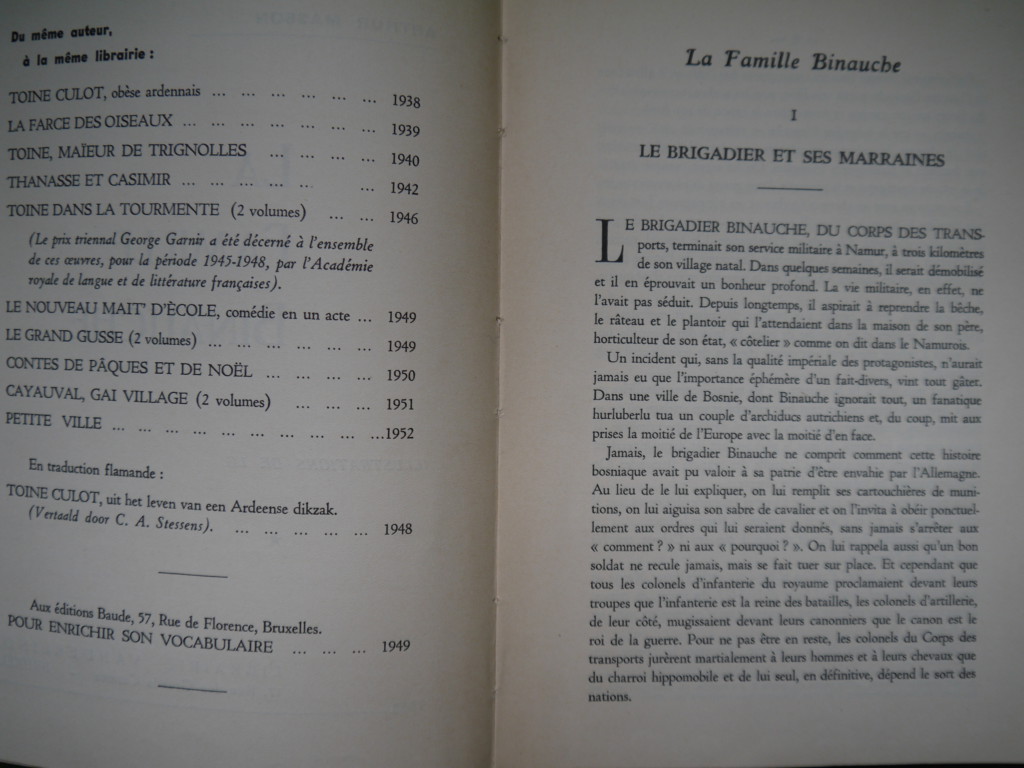 Du même auteur,
à la même librairie :
TOINE CULOT, obèse ardennais ... ... ... ... ... ... 1938
LA FARCE DES OISEAUX ... ... ... ... ... ... ... 1939
TOINE, MAÏEUR DE TRIGNOLLES ... ... ... ... 1940
THANASSE ET CASIMIR ... ... ... ... ... ... 1942
TOINE DANS LA TOURMENTE (2 volumes) ... ... 1946
(Le prix triennal George Garnir a été décerné à l'ensemble
de ces œuvres, pour la période 1945-1948, par l'Académie
royale de langue et de littérature françaises).
LE NOUVEAU MAIT' D'ÈCOLE, comédie en un acte ... 1949
LE GRAND GUSSE (2 volumes) ... ... ... ... ... ... 1949
CONTES DE PÂQUES ET DE NOËL ... ... ... ... 1950
CAYAUVAL, GAI VILLAGE (2 volumes) ... ... ... 1951
PETITE VILLE ... ... ... ... ... ... ... ... ... ...1952
En traduction flamande :
TOINE CULOT, uit het leven van een Ardeense dikzak.
(Vertaald door C. A. Stessens). ... ... ... ... ... 1948
Aux éditions Baude, 57, Rue de Florence, Bruxelles.
POUR ENRICHIR SON VOCABULAIRE ... ... ... 1949
La Famille Binauche
I
LE BRIGADIER ET SES MARRAINES
LE BRIGADIER BINAUCHE, DU CORPS DES TRANS-
ports, terminait son service militaire à Namur, à trois kilomètres
de son village natal. Dans quelques semaines, il serait démobilisé
et il en éprouvait un bonheur profond. La vie militaire, en effet, ne
l'avait pas séduit. Depuis longtemps, il aspirait à reprendre la bêche,
le râteau et le plantoir qui l'attendaient dans la maison de son père,
horticulteur de son état, « côtelier » comme on dit dans le Namurois.
Un incident qui, sans la qualité impériale des protagonistes, n'aurait
jamais eu que l'importance éphémère d'un fait-divers, vint tout gâter.
Dans une ville de Bosnie, dont Binauche ignorait tout, un fanatique
hurluberlu tua un couple d'archiducs autrichiens et, du coup, mit aux
prises la moitié de l'Europe avec la moitié d'en face.
Jamais, le brigadier Binauche ne comprit comment cette histoire
bosniaque avait pu valoir à sa patrie d'être envahie par l'Allemagne.
Au lieu de le lui expliquer, on lui remplit ses cartouchières de muni-
tions, on lui aiguisa son sabre de cavalier et on l'invita à obéir ponctuel-
lement aux ordres qui lui seraient donnés, sans jamais s'arrêter aux
« comment ? » ni aux « pourquoi ? ». On lui rappela aussi qu'un bon
soldat ne recule jamais, mais se fait tuer sur place. Et cependant que
tous les colonels d'infanterie du royaume proclamaient devant leurs
troupes que l'infanterie est la reine des batailles, les colonels d'artillerie,
de leur côté, mugissaient devant leurs canonniers que le canon est le
roi de la guerre. Pour ne pas être en reste, les colonels du Corps des
transports jurèrent martialement à leurs hommes et à leurs chevaux que
du charroi hippomobile et de lui seul, en définitive, dépend le sort des
nations.